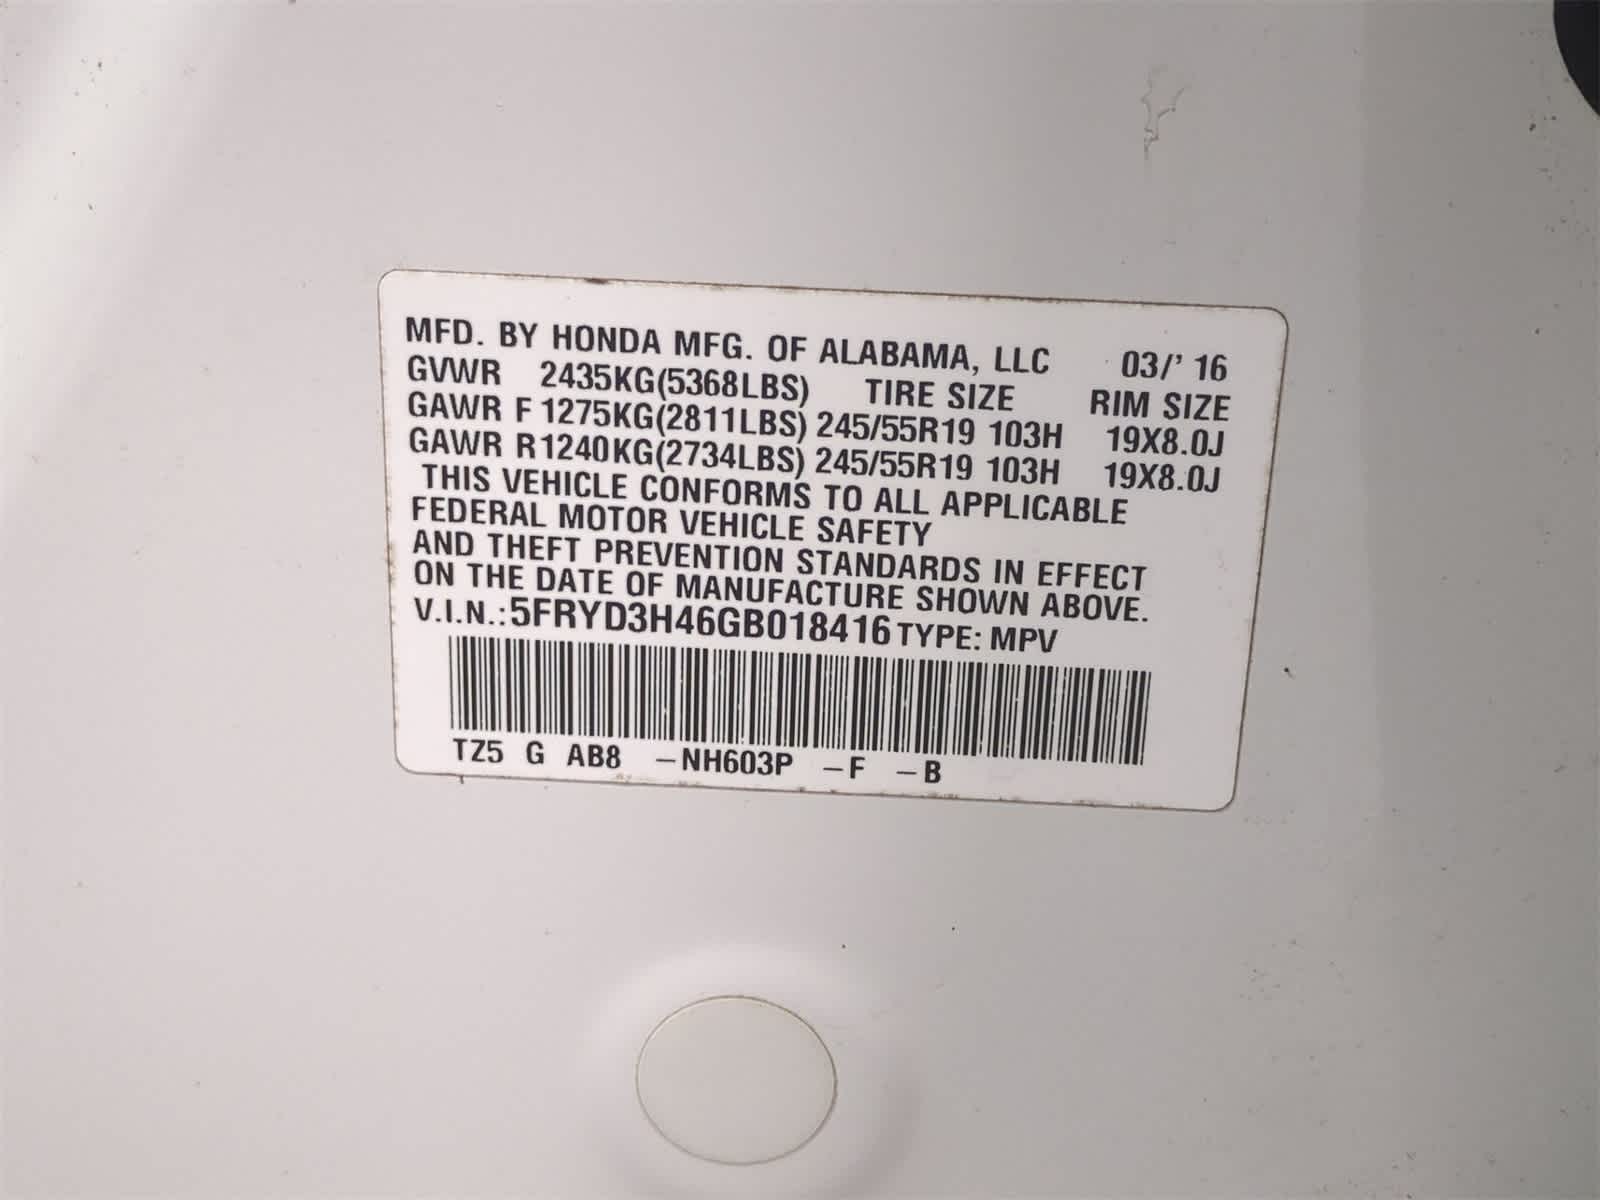 MFD. BY HONDA MFG. OF ALABAMA, LLC 03/' 16
GVWR 2435KG(5368LBS) TIRE SIZE RIM SIZE
GAWR F 1275KG(2811LBS) 245/55R19 103H 19X8.0J
GAWR R1240KG(2734LBS) 245/55R19 103H 19X8.0J
THIS VEHICLE CONFORMS TO ALL APPLICABLE
FEDERAL MOTOR VEHICLE SAFETY
AND THEFT PREVENTION STANDARDS IN EFFECT
ON THE DATE OF MANUFACTURE SHOWN ABOVE.
V.I.N.:5FRYD3H46GB018416 TYPE: MPV
TZ5 G AB8 –NH603P –F –B